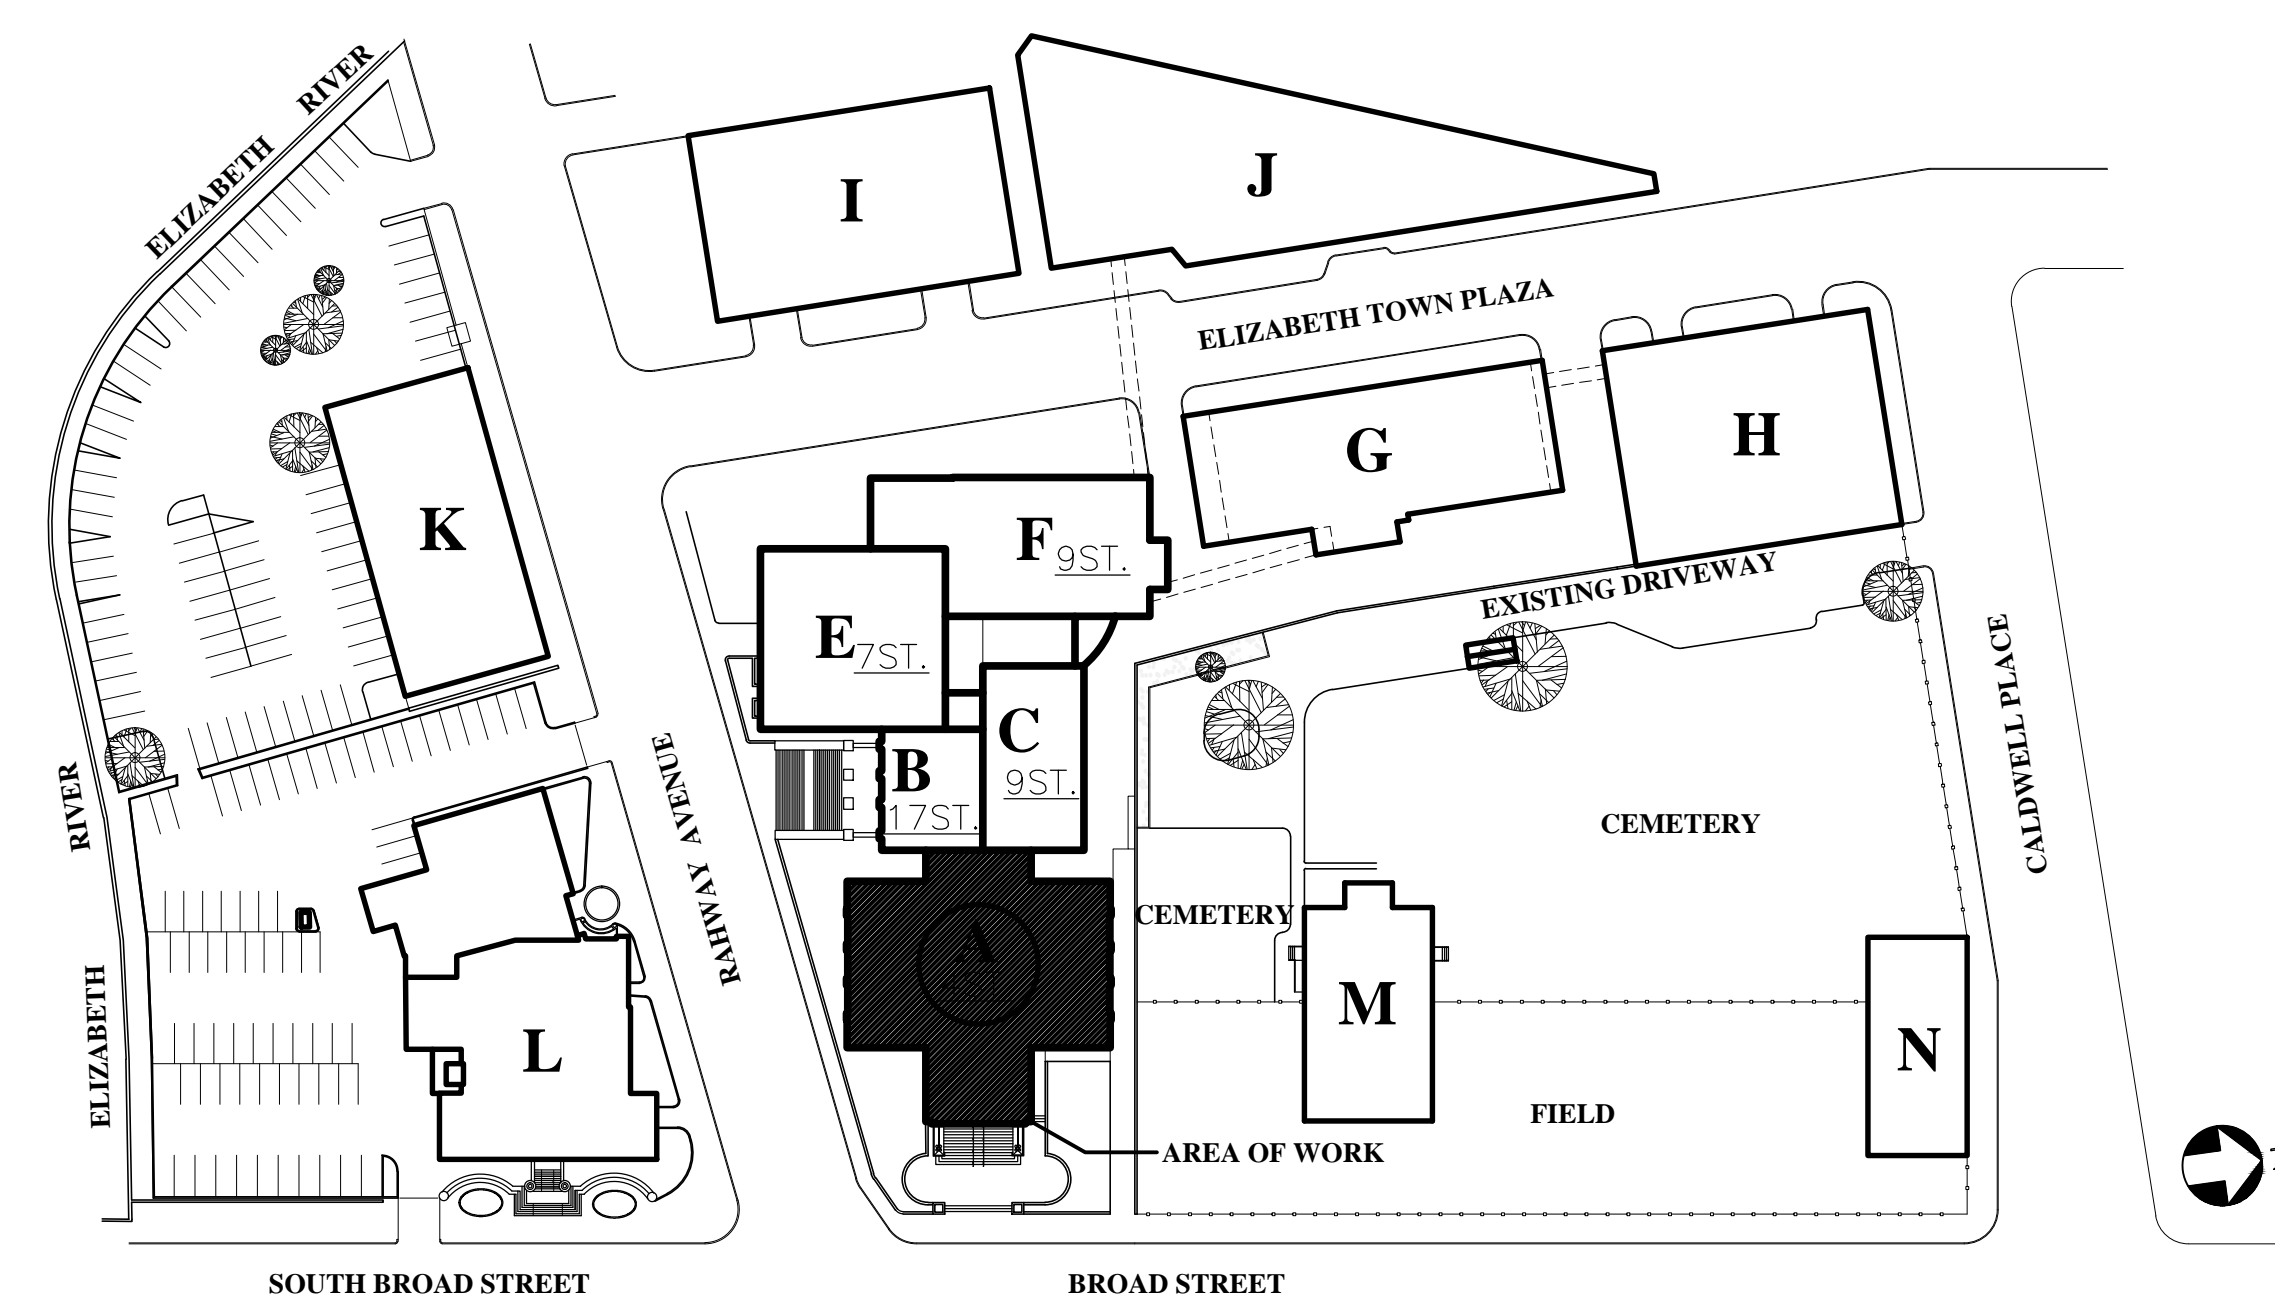 ELIZABETH RIVER
I
J
ELIZABETH TOWN PLAZA
G
H
K
F 9ST.
E 7ST.
EXISTING DRIVEWAY
C 9ST.
B 17ST.
CALDWELL PLACE
RAHWAY AVENUE
CEMETERY
CEMETERY
A
ELIZABETH RIVER
L
M
N
FIELD
AREA OF WORK
SOUTH BROAD STREET
BROAD STREET